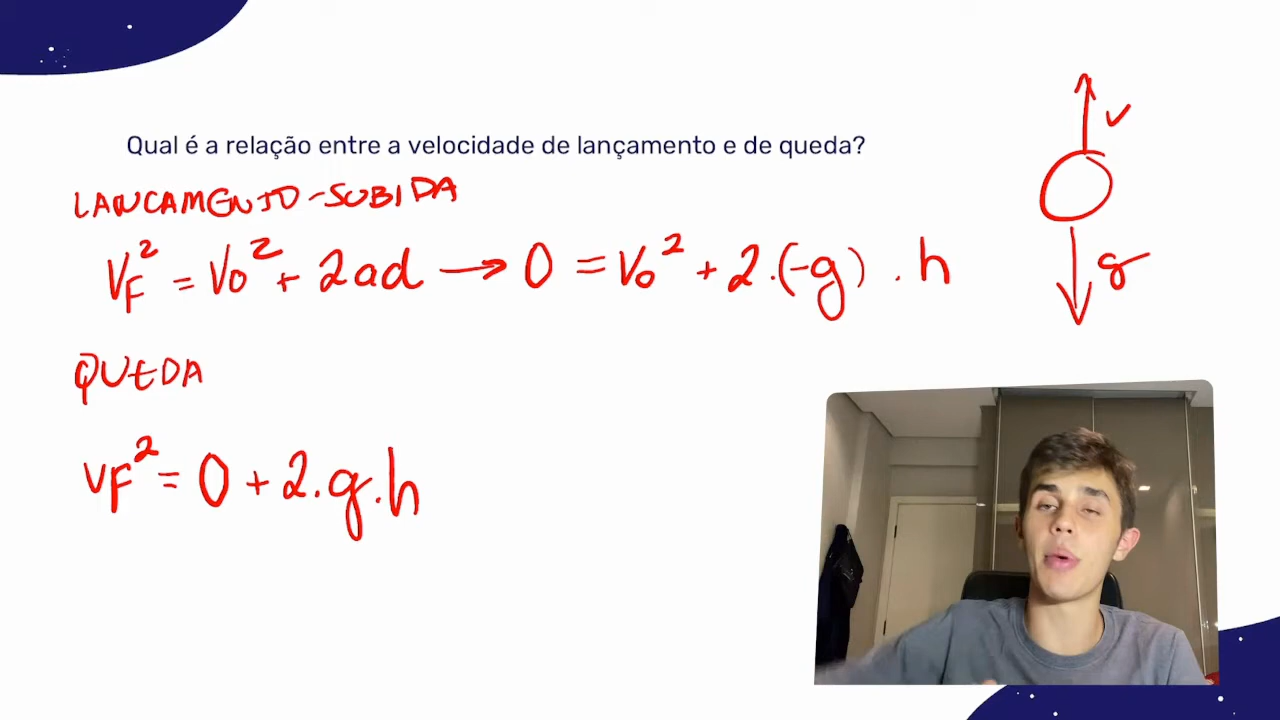 Qual é a relação entre a velocidade de lançamento e de queda?
LANCAMENTO - SUBIDA
VF² = Vo² + 2ad → 0 = Vo² + 2.(-g) . h
QUEDA
VF² = 0 + 2.g.h
v
g